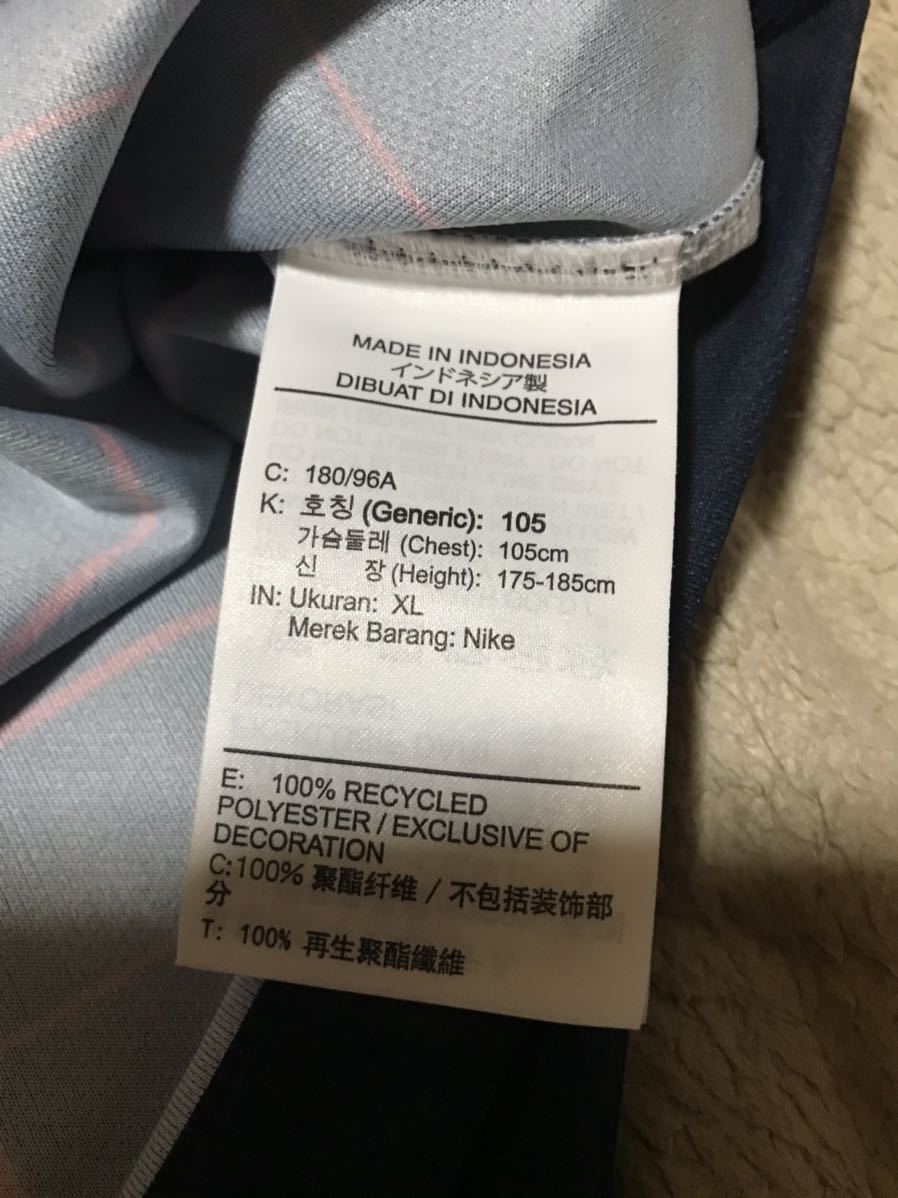 MADE IN INDONESIA
インドネシア製
DIBUAT DI INDONESIA
C: 180/96A
K: 호칭 (Generic): 105
가슴둘레 (Chest): 105cm
신 장 (Height): 175-185cm
IN: Ukuran: XL
Merek Barang: Nike
E: 100% RECYCLED
POLYESTER / EXCLUSIVE OF
DECORATION
C:100% 聚酯纤维 / 不包括装饰部
分
T: 100% 再生聚酯纖維